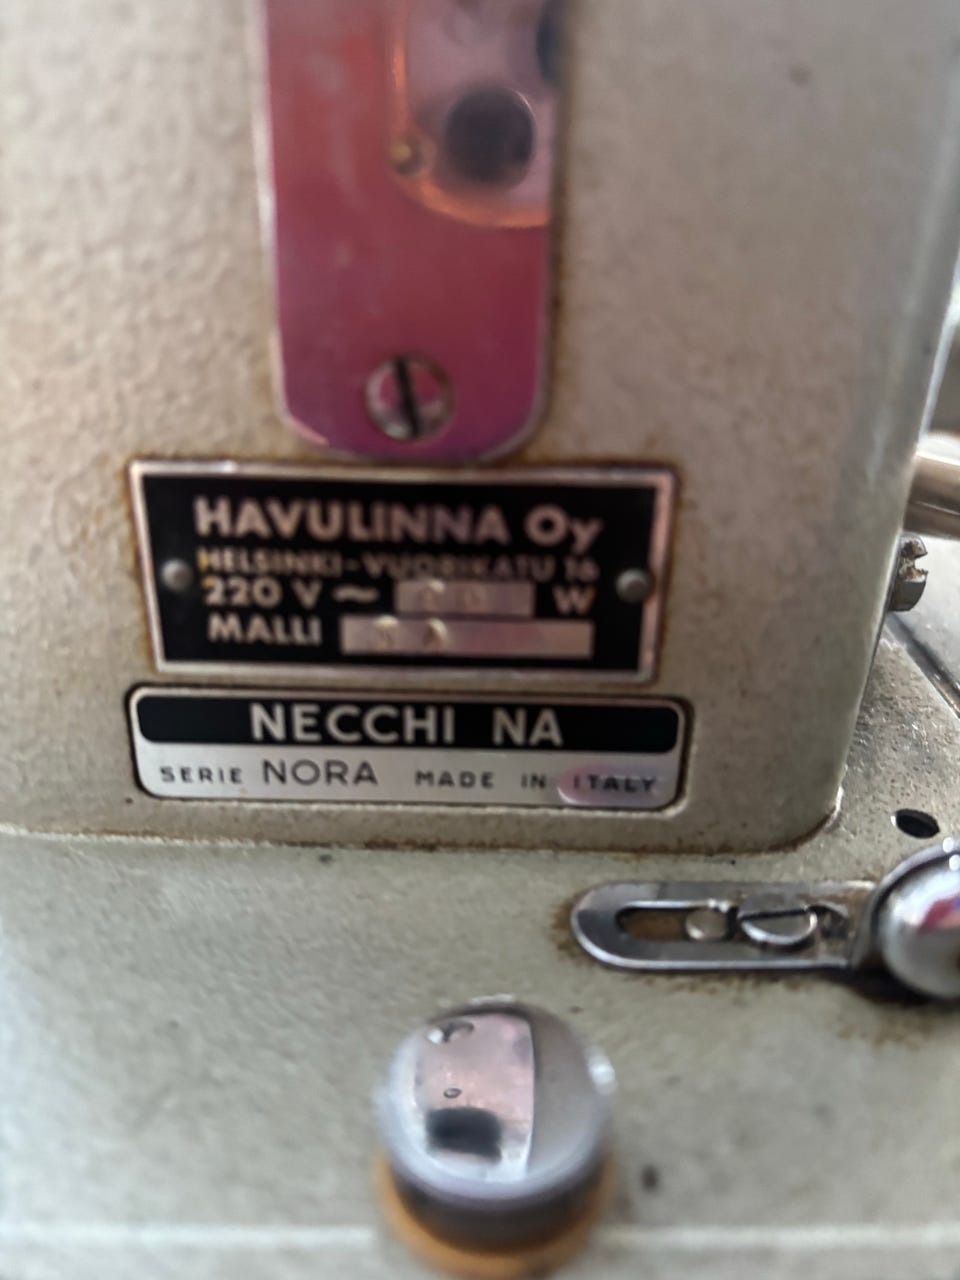 HAVULINNA Oy
HELSINKI-VUORIKATU 16
220 V ~ W
MALLI
NECCHI NA
SERIE NORA MADE IN ITALY